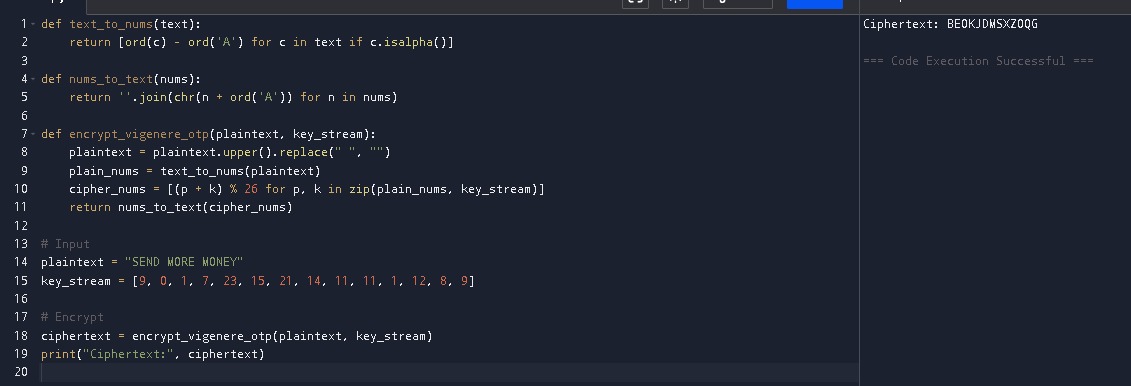 1 def text_to_nums(text):
2     return [ord(c) - ord('A') for c in text if c.isalpha()]
3
4 def nums_to_text(nums):
5     return ''.join(chr(n + ord('A')) for n in nums)
6
7 def encrypt_vigenere_otp(plaintext, key_stream):
8     plaintext = plaintext.upper().replace(" ", "")
9     plain_nums = text_to_nums(plaintext)
10     cipher_nums = [(p + k) % 26 for p, k in zip(plain_nums, key_stream)]
11     return nums_to_text(cipher_nums)
12
13 # Input
14 plaintext = "SEND MORE MONEY"
15 key_stream = [9, 0, 1, 7, 23, 15, 21, 14, 11, 11, 1, 12, 8, 9]
16
17 # Encrypt
18 ciphertext = encrypt_vigenere_otp(plaintext, key_stream)
19 print("Ciphertext:", ciphertext)
20
Ciphertext: BEOKJDMSXZOQG
=== Code Execution Successful ===